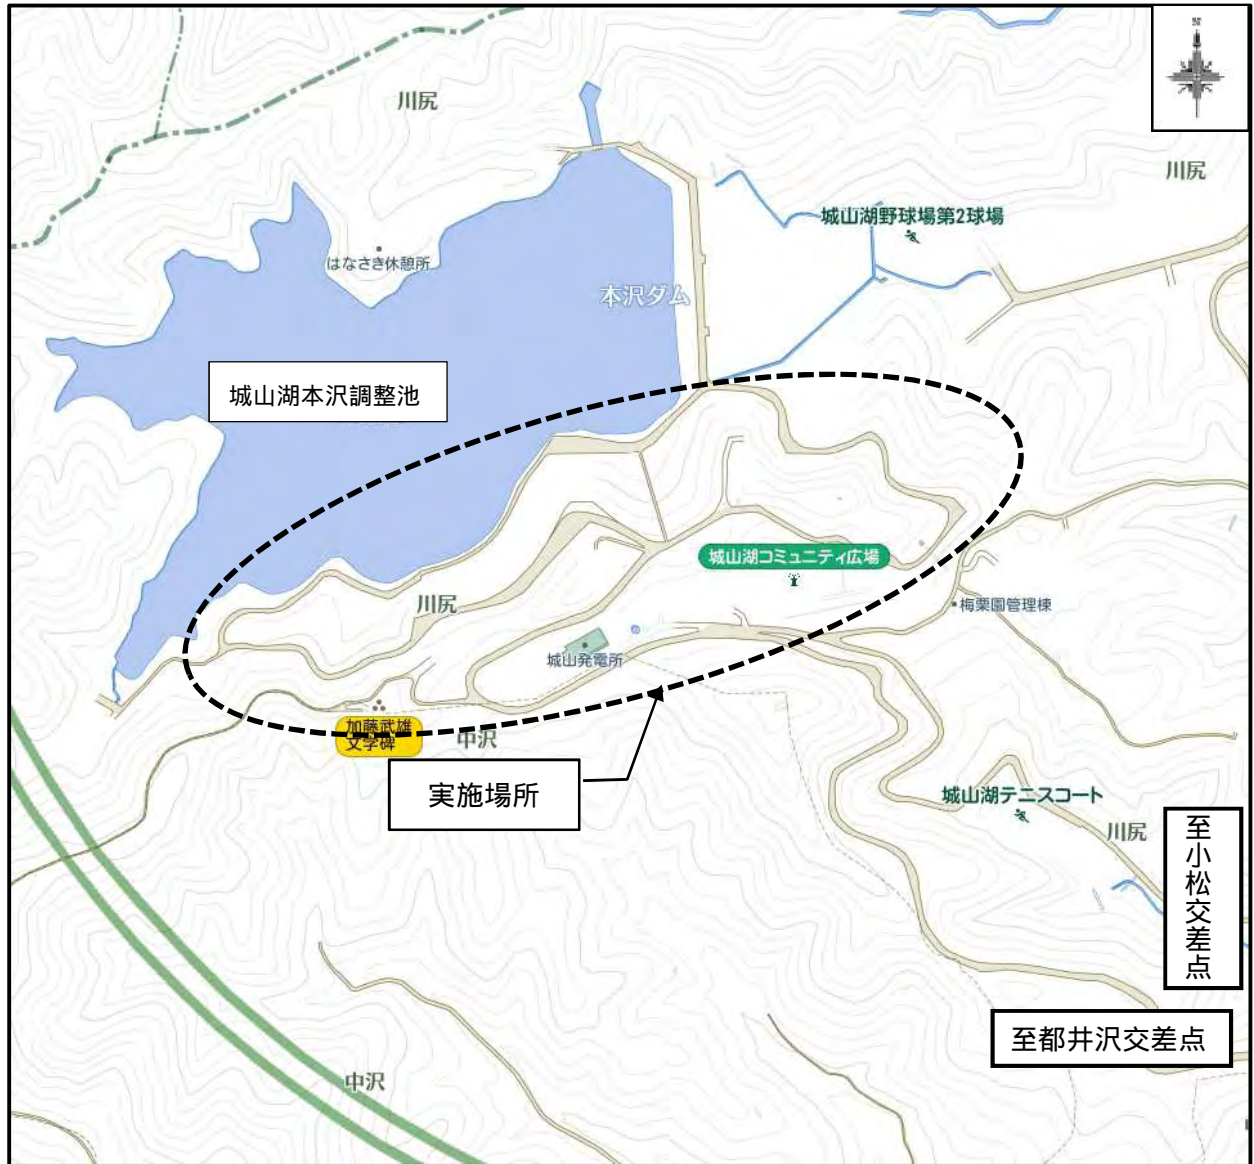 川尻
川尻
城山湖野球場第2球場
はなさき休憩所
本沢ダム
城山湖本沢調整池
城山湖コミュニティ広場
川尻
梅栗園管理棟
城山発電所
加藤武雄
文学碑
中沢
実施場所
城山湖テニスコート
川尻
至小松交差点
至都井沢交差点
中沢